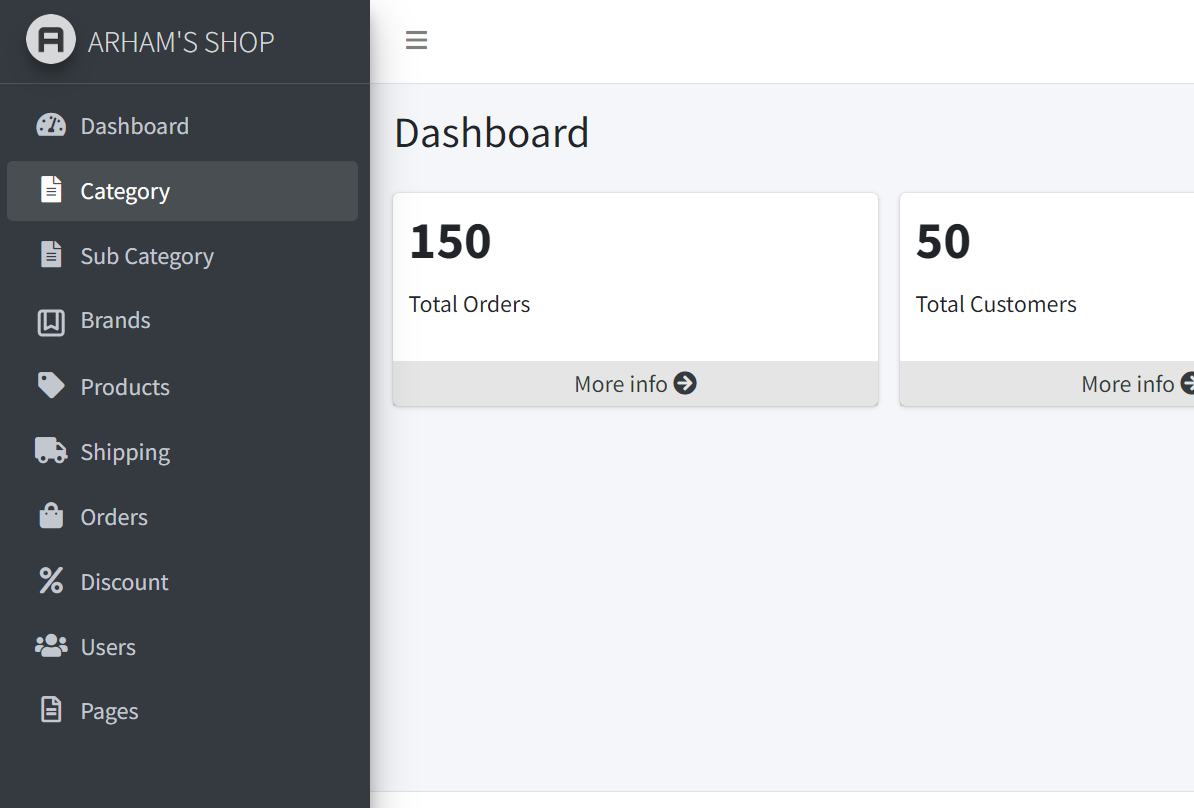 ARHAM'S SHOP
Dashboard
Category
Sub Category
Brands
Products
Shipping
Orders
Discount
Users
Pages
Dashboard
150
Total Orders
More info
50
Total Customers
More info